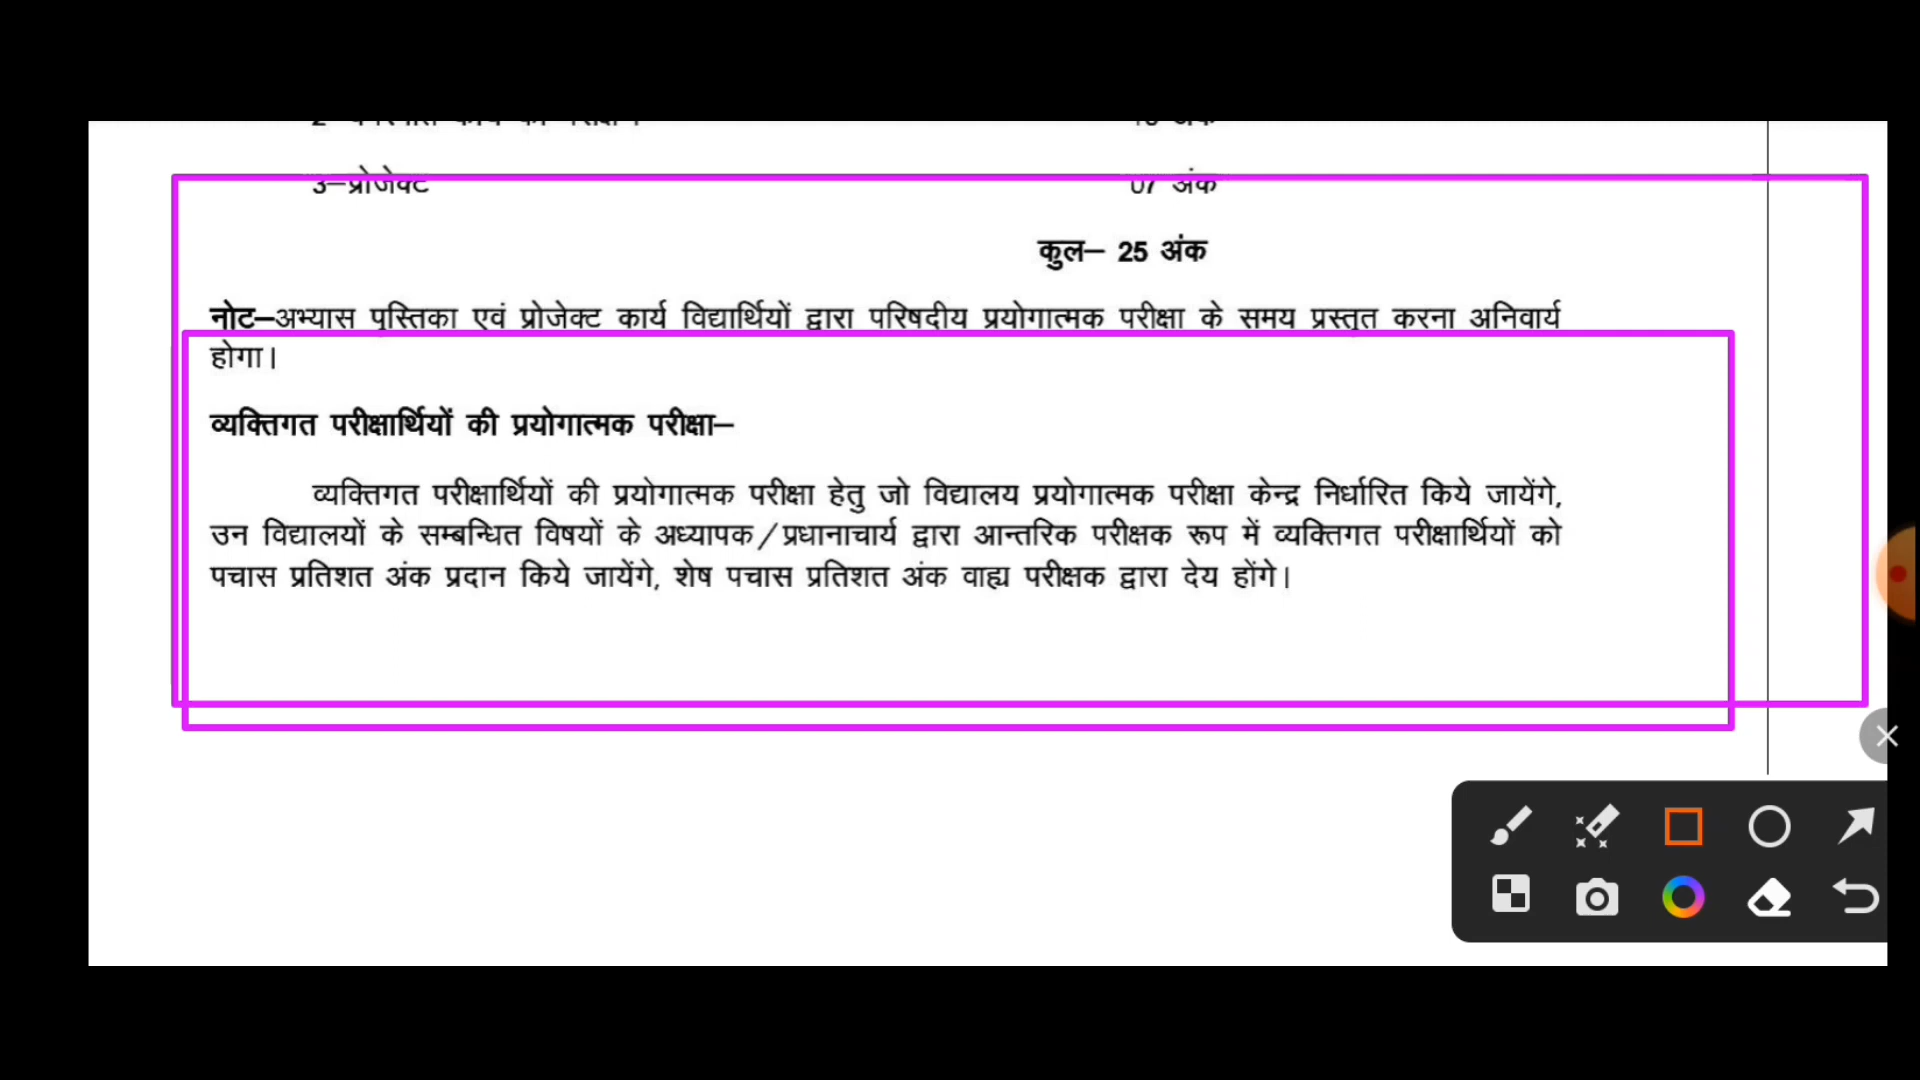 3–प्रोजेक्ट 07 अंक
कुल– 25 अंक
नोट–अभ्यास पुस्तिका एवं प्रोजेक्ट कार्य विद्यार्थियों द्वारा परिषदीय प्रयोगात्मक परीक्षा के समय प्रस्तुत करना अनिवार्य
होगा।
व्यक्तिगत परीक्षार्थियों की प्रयोगात्मक परीक्षा–
व्यक्तिगत परीक्षार्थियों की प्रयोगात्मक परीक्षा हेतु जो विद्यालय प्रयोगात्मक परीक्षा केन्द्र निर्धारित किये जायेंगे,
उन विद्यालयों के सम्बन्धित विषयों के अध्यापक/प्रधानाचार्य द्वारा आन्तरिक परीक्षक रूप में व्यक्तिगत परीक्षार्थियों को
पचास प्रतिशत अंक प्रदान किये जायेंगे, शेष पचास प्रतिशत अंक वाह्य परीक्षक द्वारा देय होंगे।